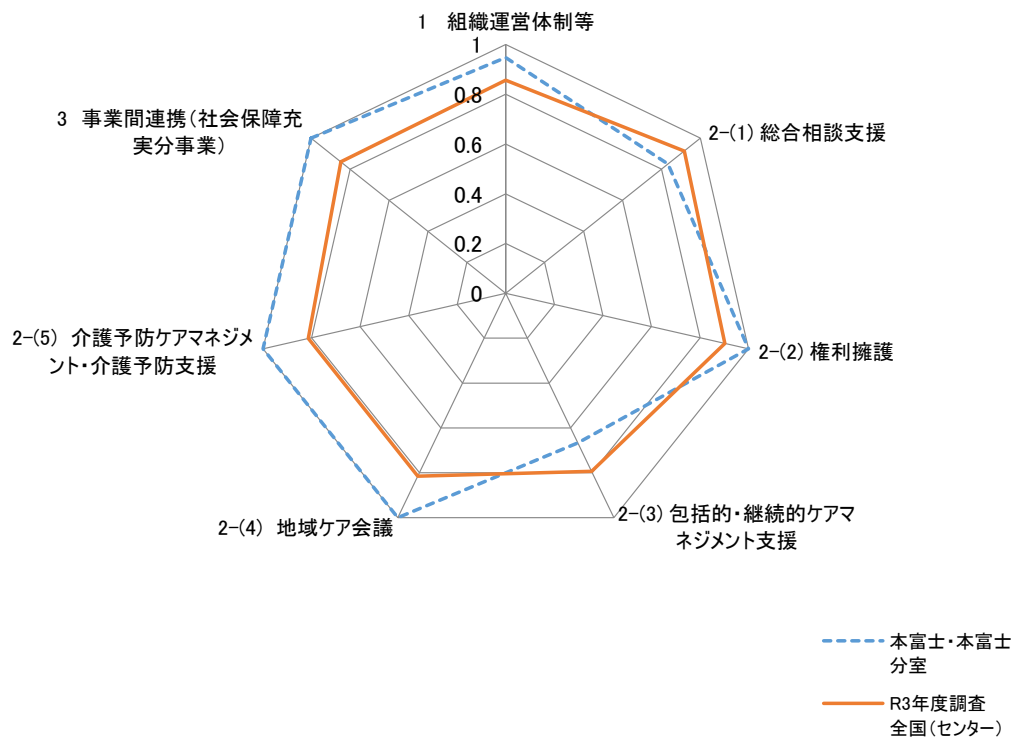 1　組織運営体制等
1
0.8
0.6
0.4
0.2
0
2-(1) 総合相談支援
2-(2) 権利擁護
2-(3) 包括的・継続的ケアマ
ネジメント支援
2-(4) 地域ケア会議
2-(5) 介護予防ケアマネジメ
ント・介護予防支援
3 事業間連携(社会保障充
実分事業)
本富士・本富士
分室
R3年度調査
全国(センター)